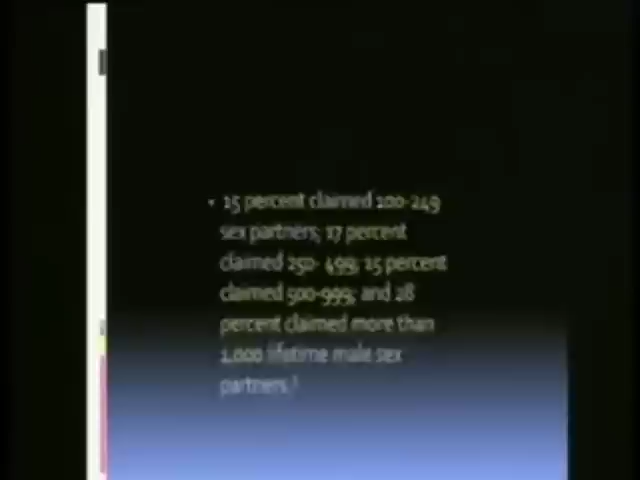 • 15 percent claimed 100-249
sex partners; 17 percent
claimed 250- 499; 15 percent
claimed 500-999; and 28
percent claimed more than
1,000 lifetime male sex
partners.